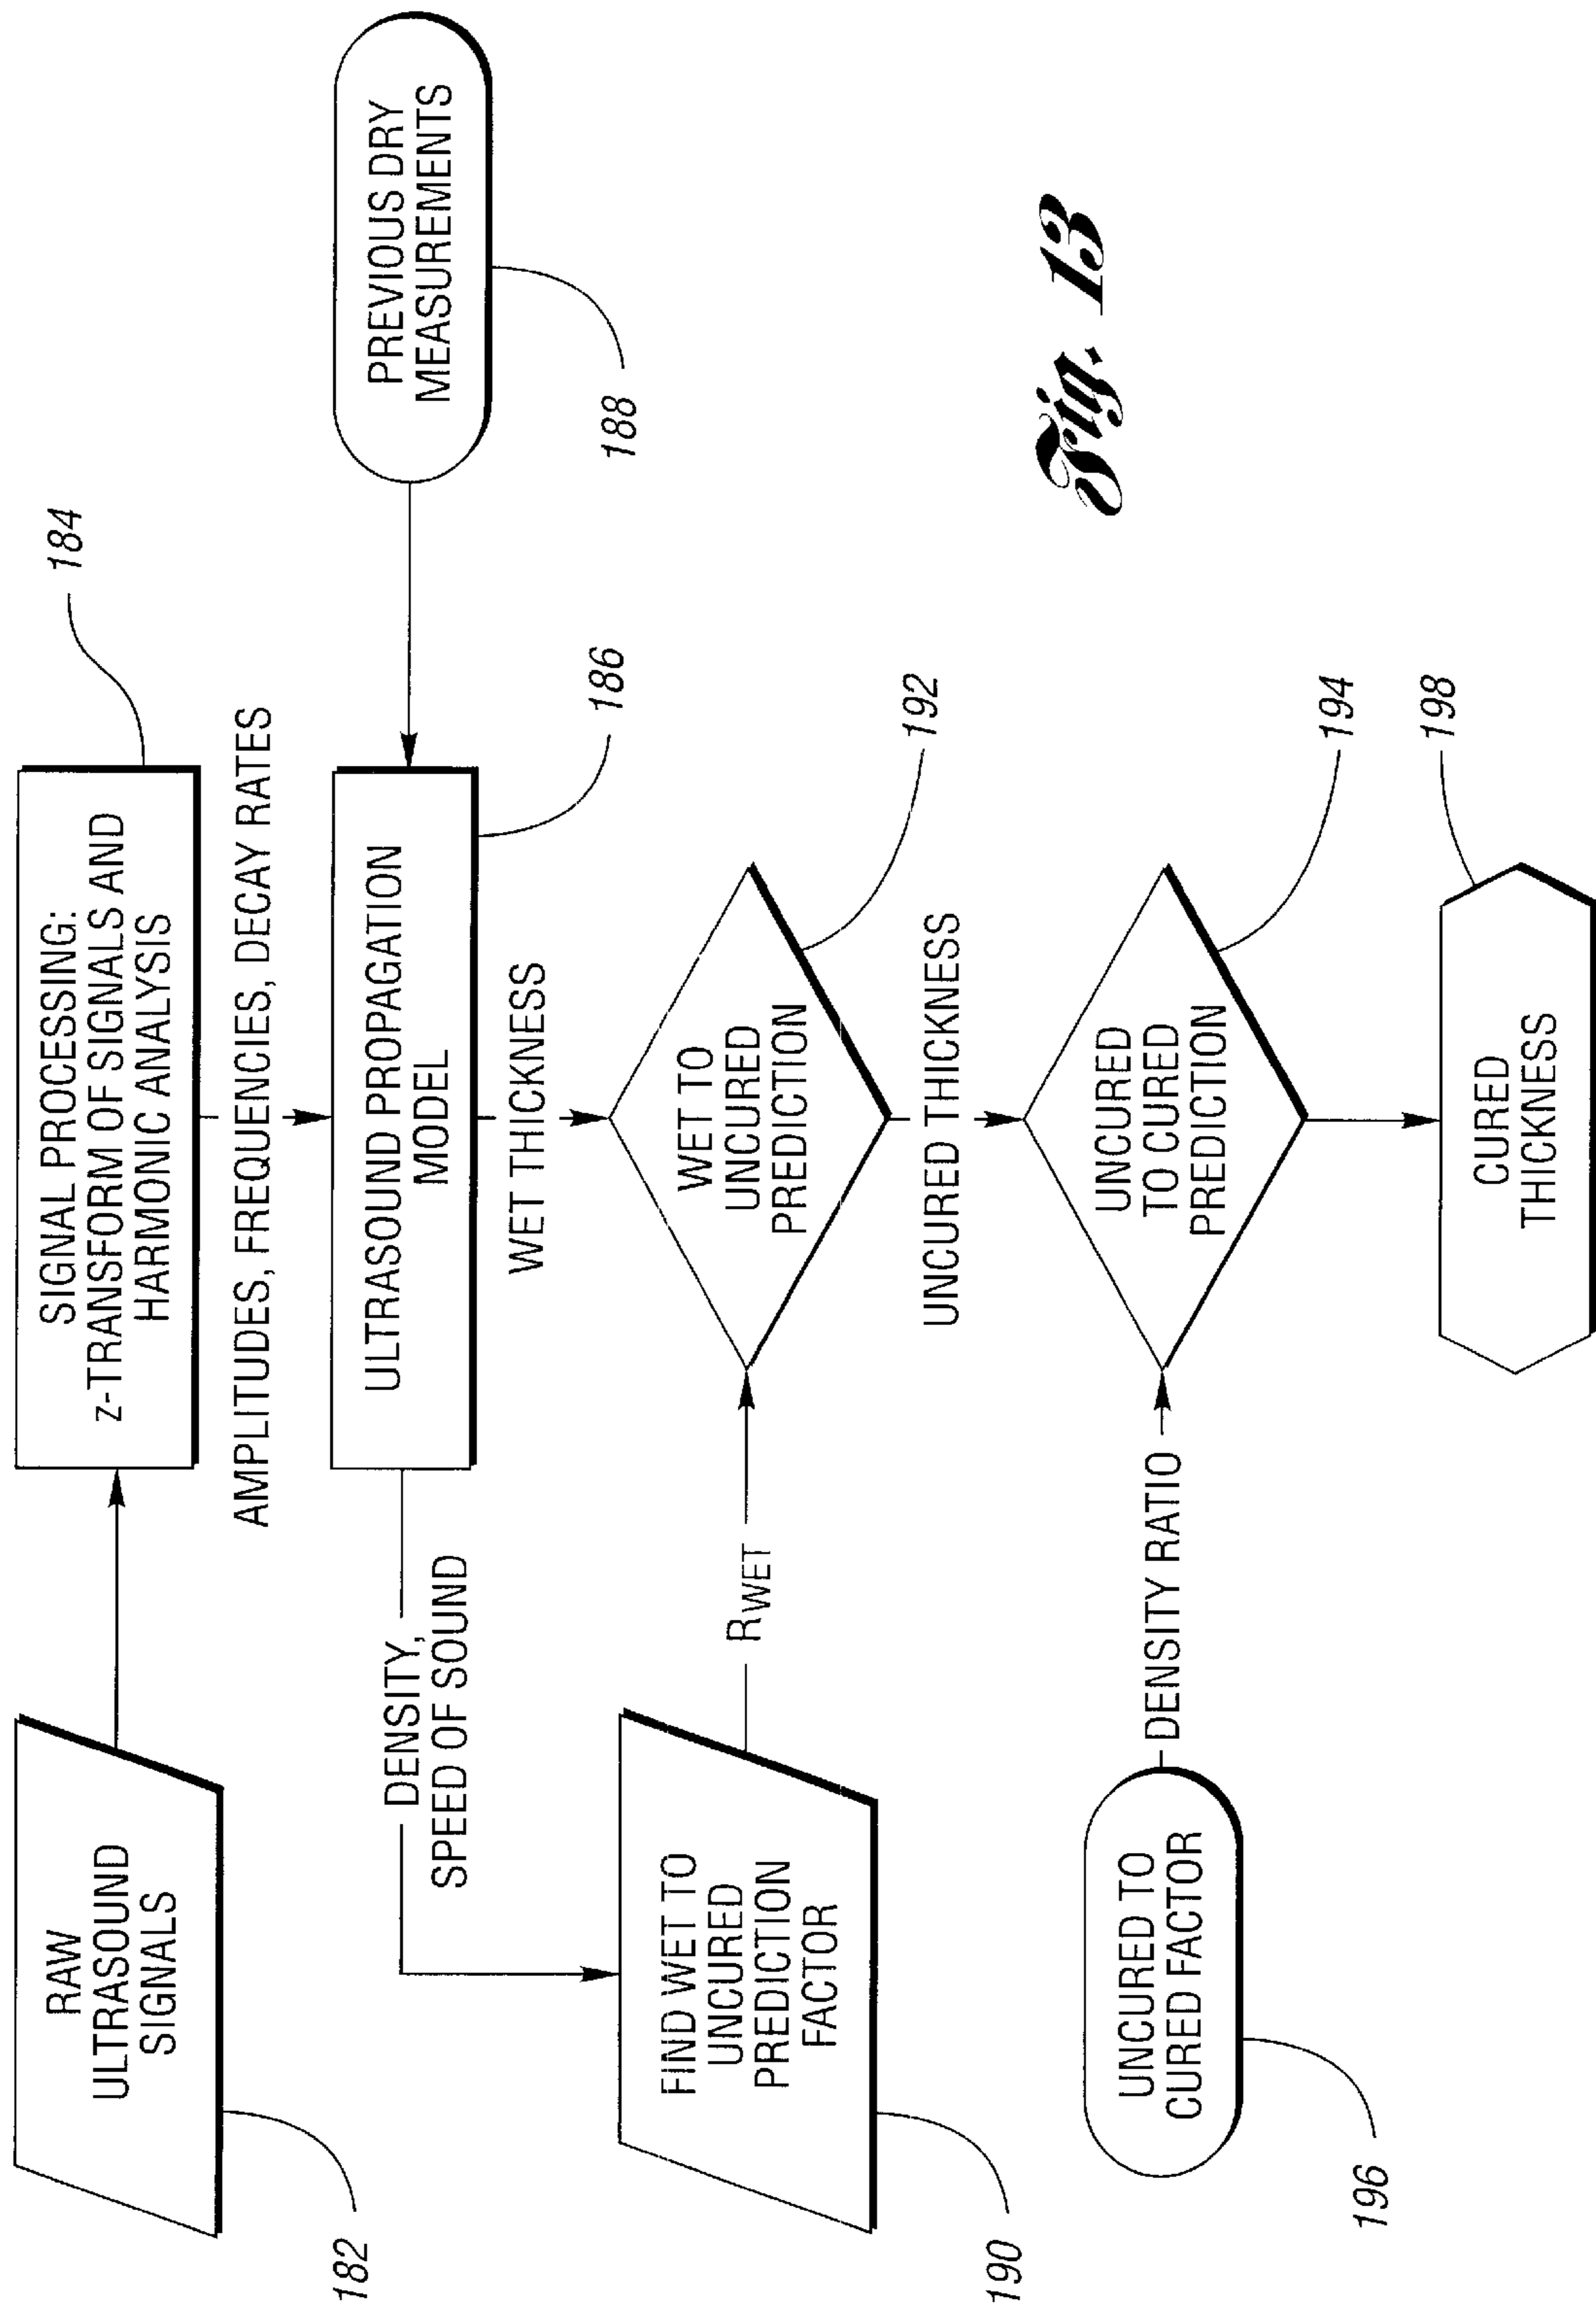 RAW
ULTRASOUND
SIGNALS
182
SIGNAL PROCESSING:
z-TRANSFORM OF SIGNALS AND
HARMONIC ANALYSIS
184
AMPLITUDES, FREQUENCIES, DECAY RATES
ULTRASOUND PROPAGATION
MODEL
186
PREVIOUS DRY
MEASUREMENTS
188
DENSITY,
SPEED OF SOUND
WET THICKNESS
FIND WET TO
UNCURED
PREDICTION
FACTOR
190
RWET
WET TO
UNCURED
PREDICTION
192
UNCURED THICKNESS
UNCURED TO
CURED FACTOR
196
DENSITY RATIO
UNCURED
TO CURED
PREDICTION
194
CURED
THICKNESS
198
Fig. 13